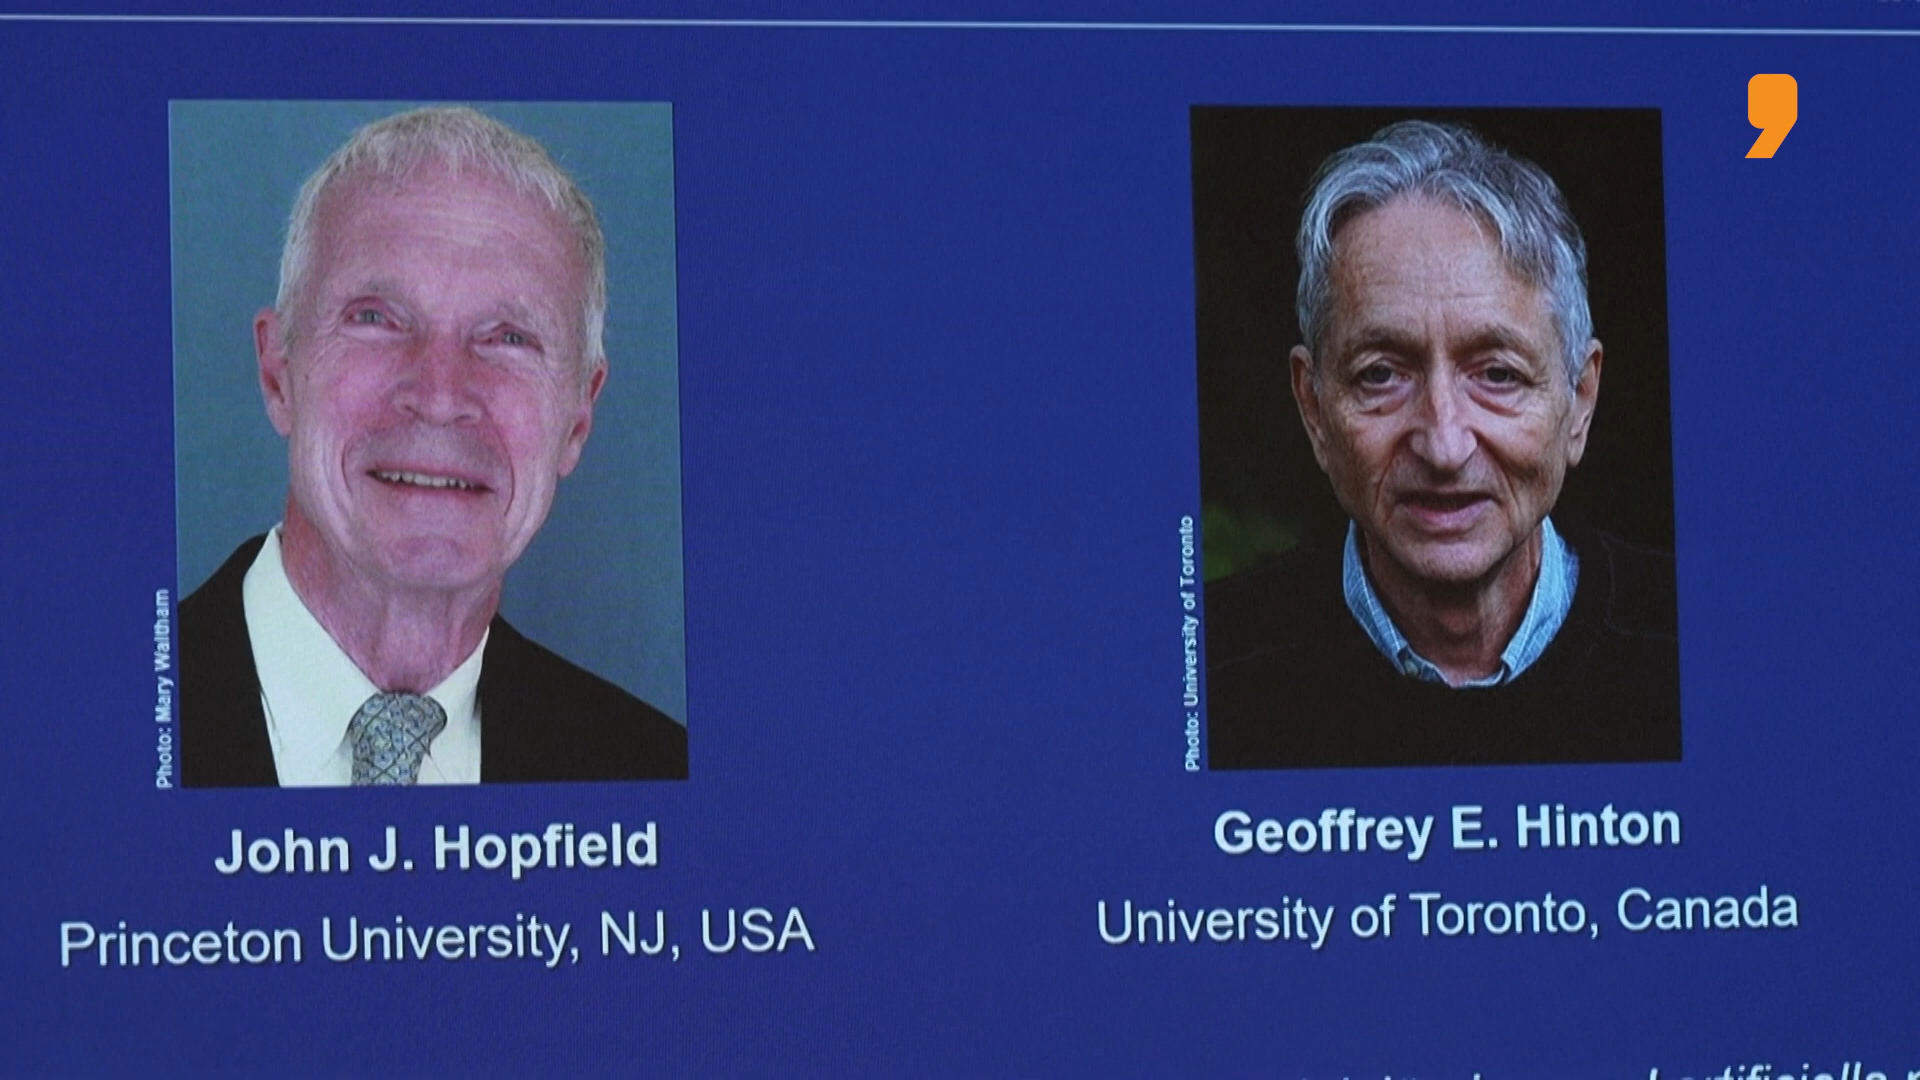 Photo: Mary Waltham
John J. Hopfield
Princeton University, NJ, USA
Photo: University of Toronto
Geoffrey E. Hinton
University of Toronto, Canada